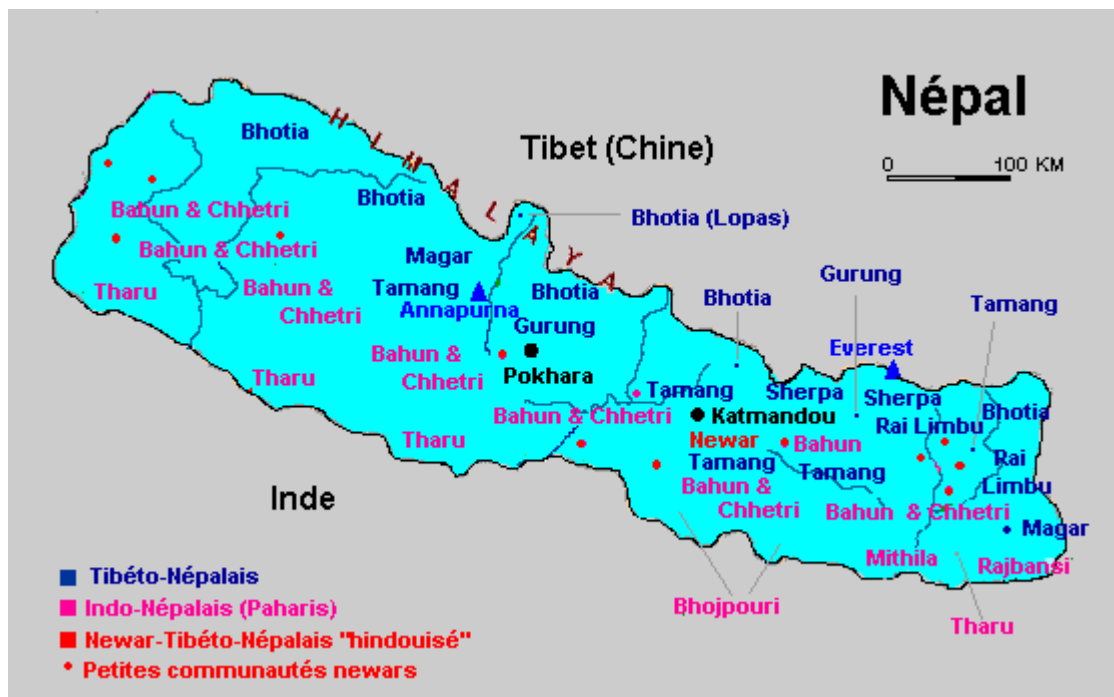 Népal
0 100 KM
Tibet (Chine)
HIMALAYA
Bhotia
Bhotia
Bhotia (Lopas)
Bahun & Chhetri
Bahun & Chhetri
Magar
Gurung
Tharu
Bahun &
Chhetri
Tamang
Annapurna
Bhotia
Bhotia
Tamang
Gurung
Everest
Bahun &
Chhetri
Pokhara
Tharu
Tamang
Sherpa
Sherpa
Bhotia
Bahun & Chhetri
Katmandou
Rai Limbu
Tharu
Newar
Bahun
Rai
Tamang
Tamang
Limbu
Bahun &
Chhetri
Bahun & Chhetri
Magar
Inde
Mithila
Rajbansi
Bhojpouri
Tharu
Tibéto-Népalais
Indo-Népalais (Paharis)
Newar-Tibéto-Népalais "hindouisé"
Petites communautés newars